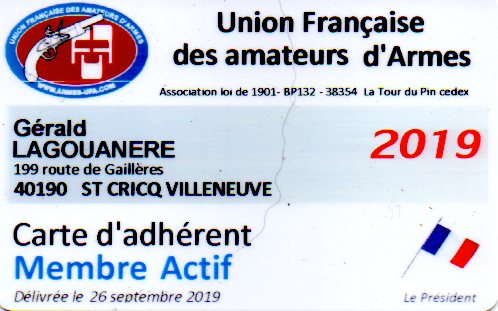 UNION FRANÇAISE DES AMATEURS D'ARMES
WWW.ARMES-UFA.COM
Union Française
des amateurs d'Armes
Association loi de 1901- BP132 - 38354 La Tour du Pin cedex
Gérald
LAGOUANERE
2019
199 route de Gaillères
40190 ST CRICQ VILLENEUVE
Carte d'adhérent
Membre Actif
Délivrée le 26 septembre 2019
Le Président